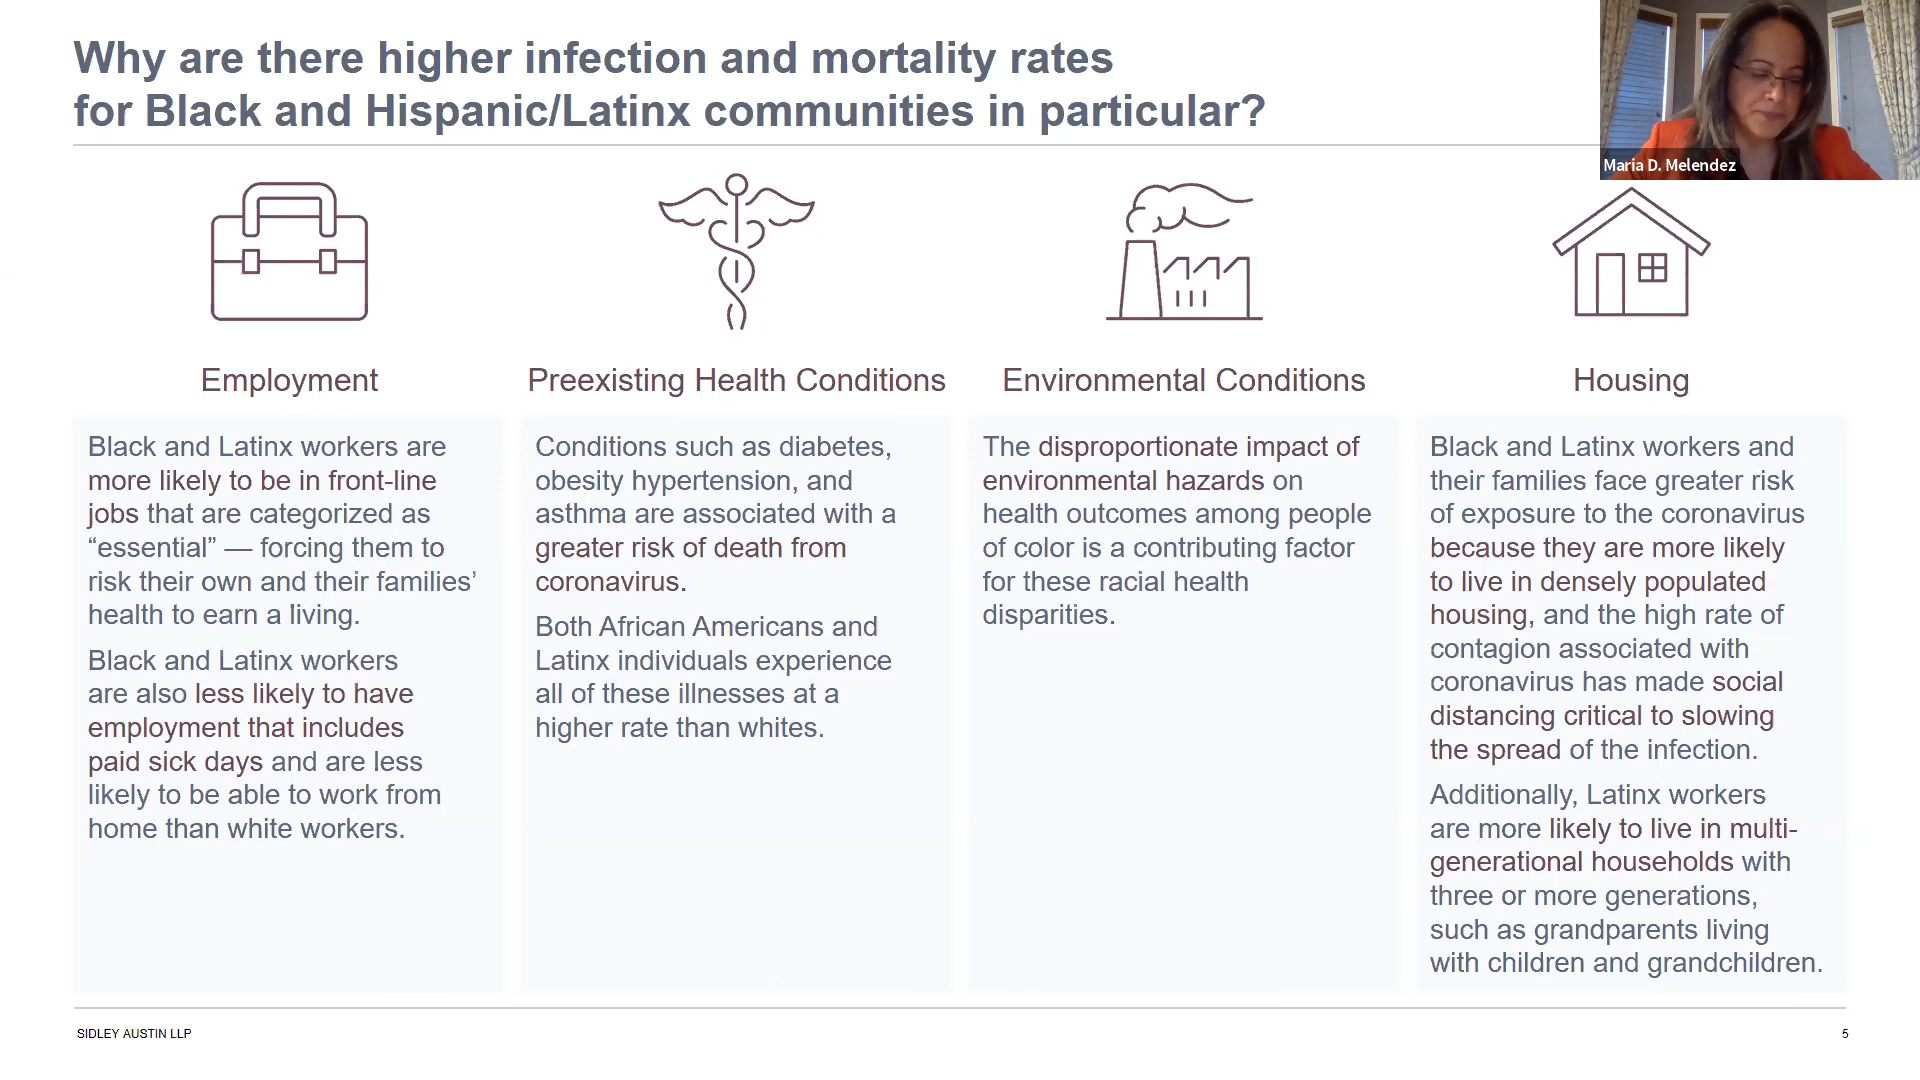 Why are there higher infection and mortality rates
for Black and Hispanic/Latinx communities in particular?
Maria D. Melendez
Employment
Black and Latinx workers are
more likely to be in front-line
jobs that are categorized as
“essential” — forcing them to
risk their own and their families’
health to earn a living.
Black and Latinx workers
are also less likely to have
employment that includes
paid sick days and are less
likely to be able to work from
home than white workers.
Preexisting Health Conditions
Conditions such as diabetes,
obesity hypertension, and
asthma are associated with a
greater risk of death from
coronavirus.
Both African Americans and
Latinx individuals experience
all of these illnesses at a
higher rate than whites.
Environmental Conditions
The disproportionate impact of
environmental hazards on
health outcomes among people
of color is a contributing factor
for these racial health
disparities.
Housing
Black and Latinx workers and
their families face greater risk
of exposure to the coronavirus
because they are more likely
to live in densely populated
housing, and the high rate of
contagion associated with
coronavirus has made social
distancing critical to slowing
the spread of the infection.
Additionally, Latinx workers
are more likely to live in multi-
generational households with
three or more generations,
such as grandparents living
with children and grandchildren.
SIDLEY AUSTIN LLP
5